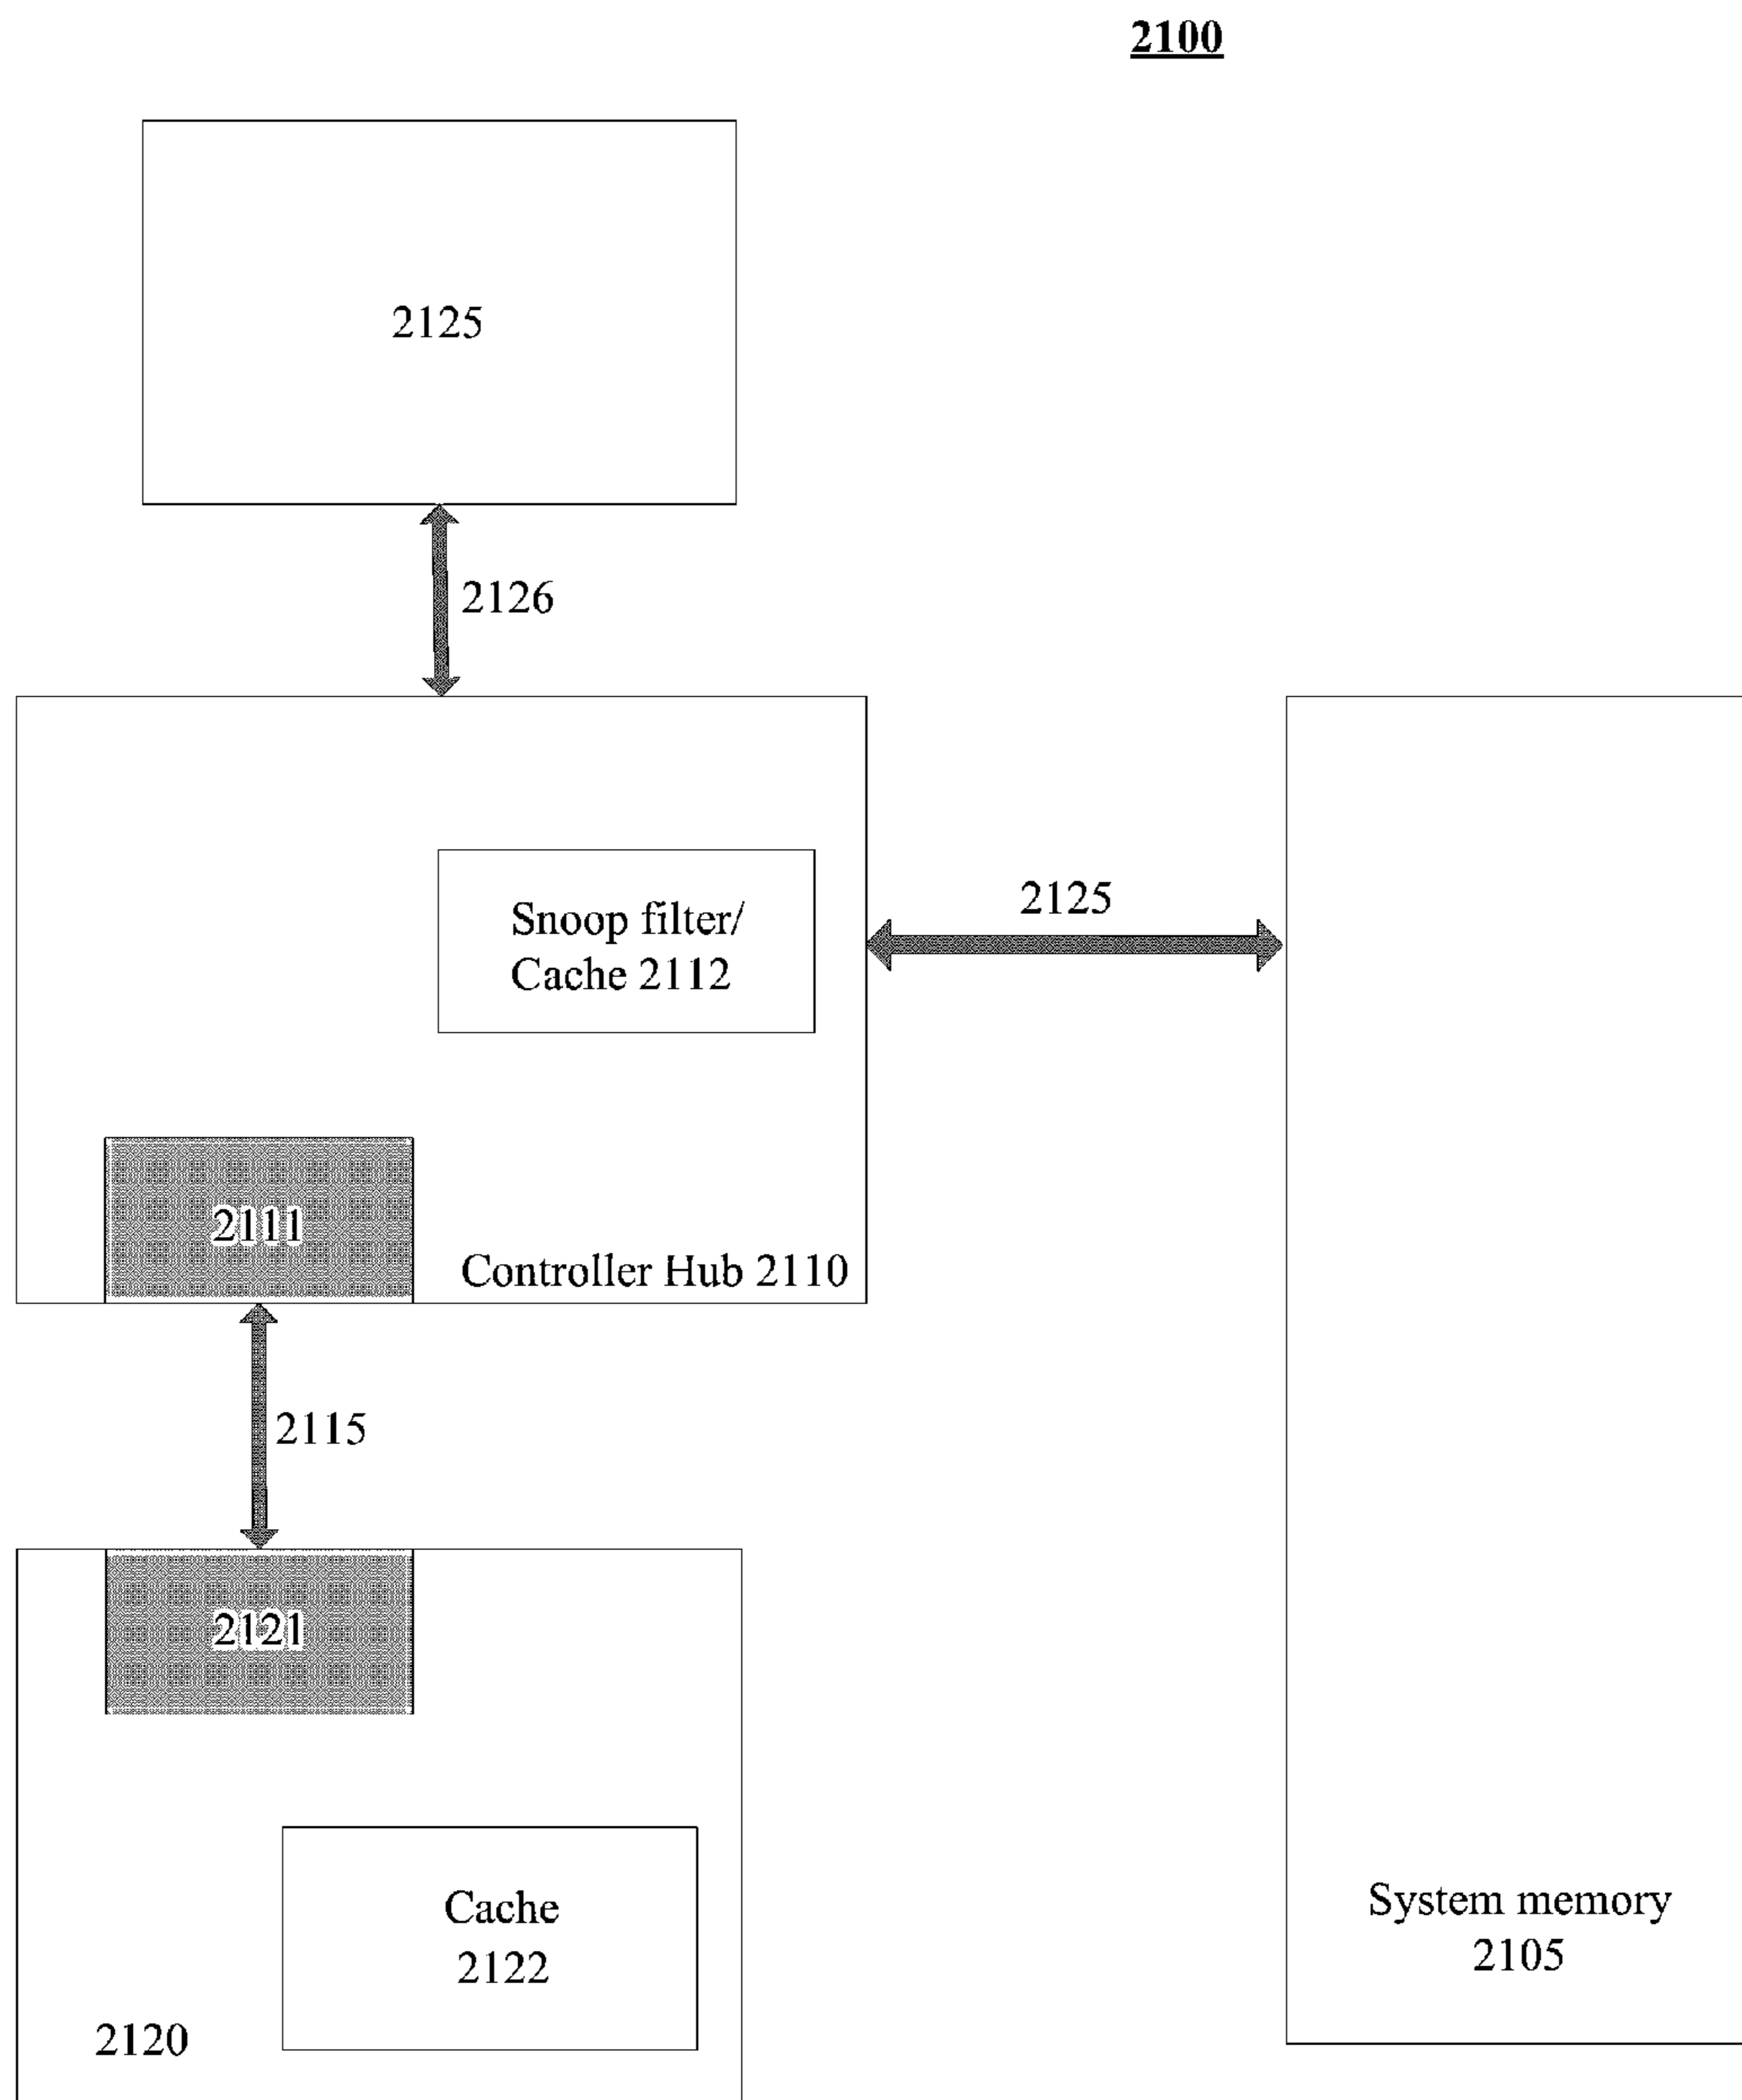 2100
2125
2126
Snoop filter/
Cache 2112
2125
2111
Controller Hub 2110
2115
2121
Cache
2122
2120
System memory
2105